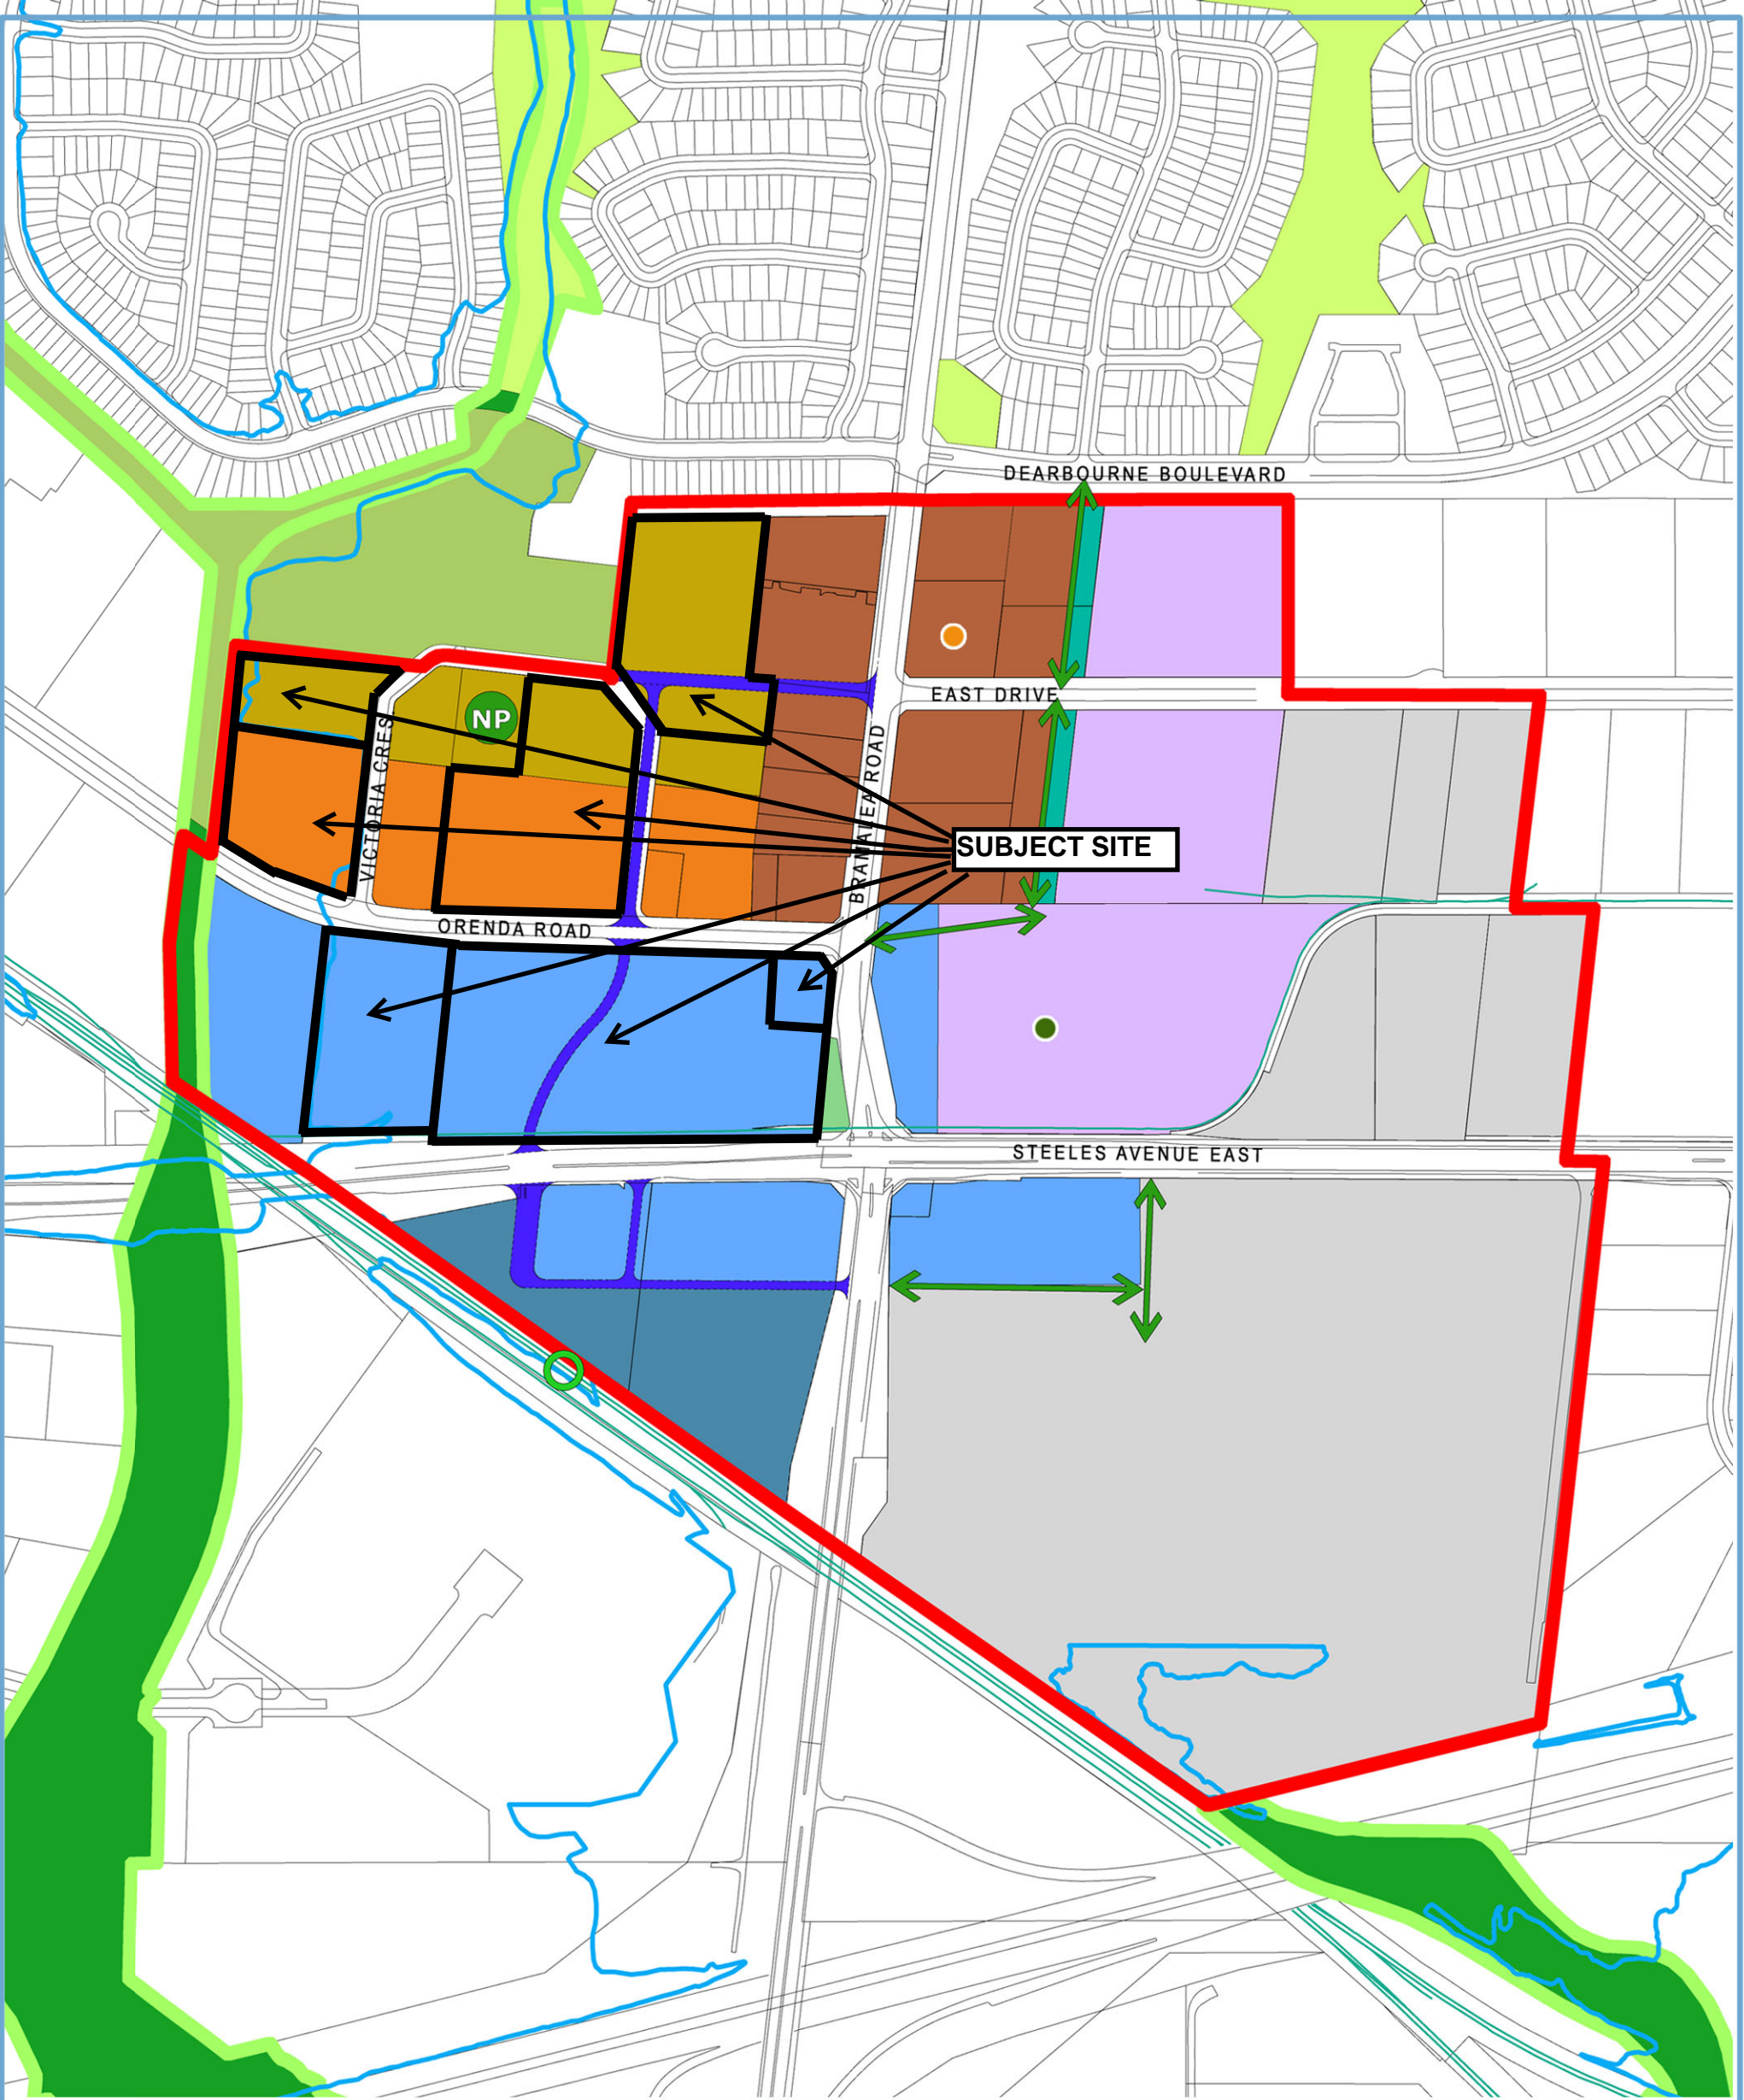 DEARBOURNE BOULEVARD
EAST DRIVE
NP
VICTORIA CRES.
BRAMALEA ROAD
SUBJECT SITE
ORENDA ROAD
STEELES AVENUE EAST